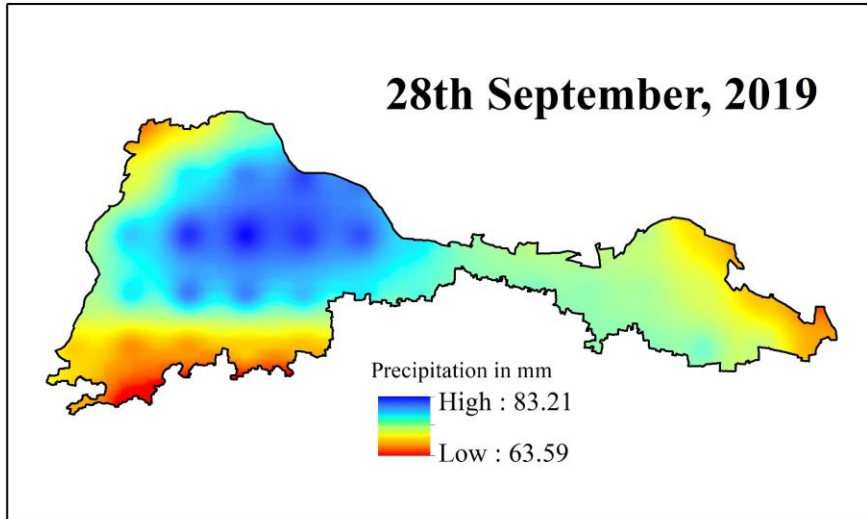 28th September, 2019
Precipitation in mm
High : 83.21
Low : 63.59